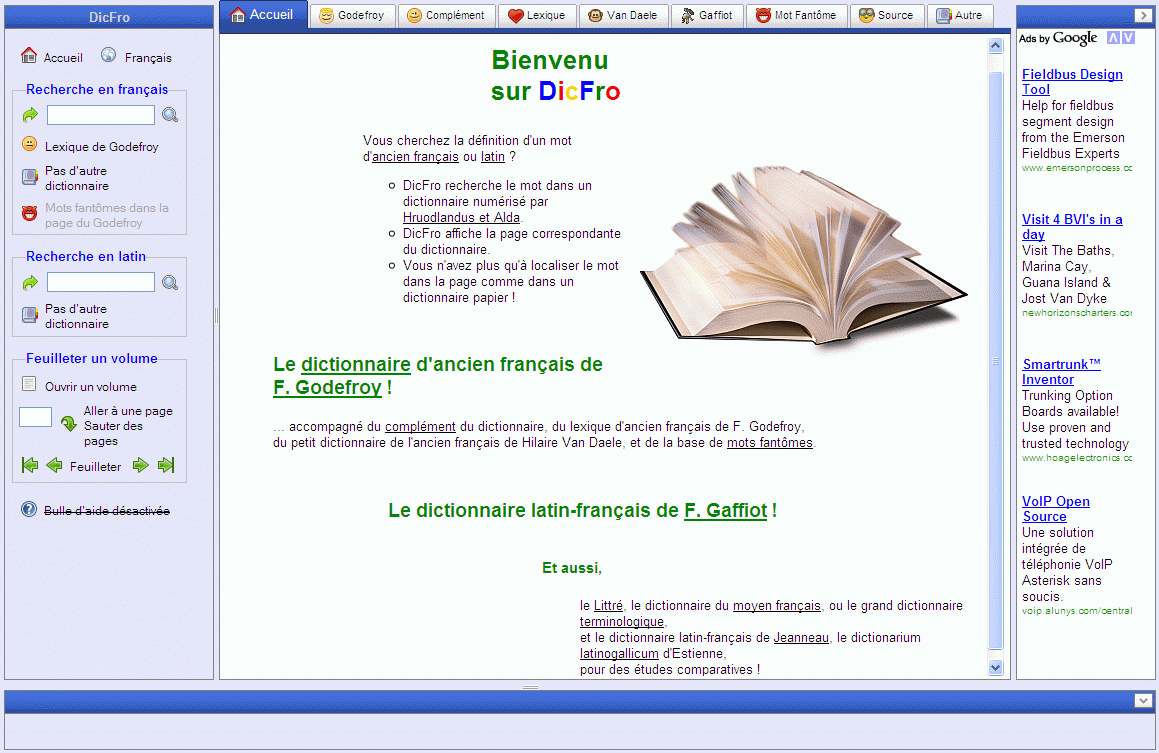 DicFro
Accueil
Français
Recherche en français
Lexique de Godefroy
Pas d'autre
dictionnaire
Mots fantômes dans la
page du Godefroy
Recherche en latin
Pas d'autre
dictionnaire
Feuilleter un volume
Ouvrir un volume
Aller à une page
Sauter des
pages
Feuilleter
Bulle d'aide désactivée
Accueil
Godefroy
Complément
Lexique
Van Daele
Gaffiot
Mot Fantôme
Source
Autre
Bienvenu
sur DicFro
Vous cherchez la définition d'un mot
d'ancien français ou latin ?
DicFro recherche le mot dans un
dictionnaire numérisé par
Hruodlandus et Alda.
DicFro affiche la page correspondante
du dictionnaire.
Vous n'avez plus qu'à localiser le mot
dans la page comme dans un
dictionnaire papier !
Le dictionnaire d'ancien français de
F. Godefroy !
... accompagné du complément du dictionnaire, du lexique d'ancien français de F. Godefroy,
du petit dictionnaire de l'ancien français de Hilaire Van Daele, et de la base de mots fantômes.
Le dictionnaire latin-français de F. Gaffiot !
Et aussi,
le Littré, le dictionnaire du moyen français, ou le grand dictionnaire
terminologique,
et le dictionnaire latin-français de Jeanneau, le dictionarium
latinogallicum d'Estienne,
pour des études comparatives !
Ads by Google
Fieldbus Design
Tool
Help for fieldbus
segment design
from the Emerson
Fieldbus Experts
www.emersonprocess.cc
Visit 4 BVI's in a
day
Visit The Baths,
Marina Cay,
Guana Island &
Jost Van Dyke
newhorizonscharters.cor
Smartrunk™
Inventor
Trunking Option
Boards available!
Use proven and
trusted technology
www.hoagelectronics.cc
VoIP Open
Source
Une solution
intégrée de
téléphonie VoIP
Asterisk sans
soucis.
voip.alunys.com/central